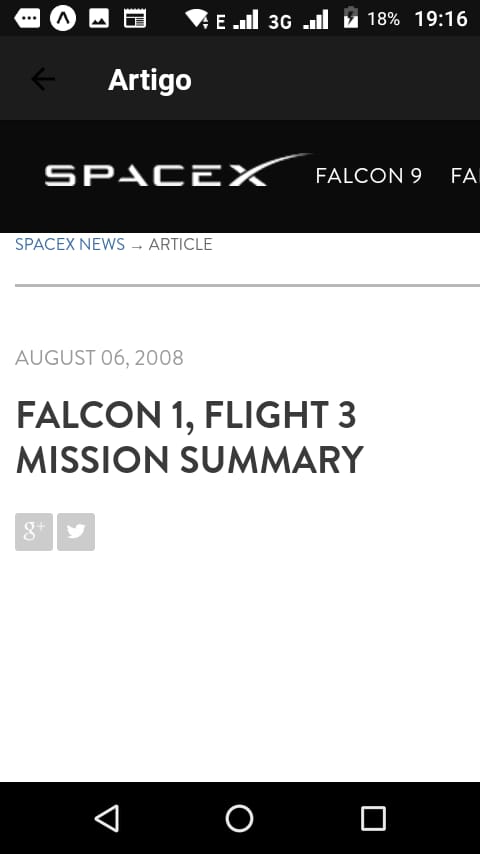 E 3G 18% 19:16
Artigo
SPACEX FALCON 9 FA
SPACEX NEWS → ARTICLE
AUGUST 06, 2008
FALCON 1, FLIGHT 3
MISSION SUMMARY
g+